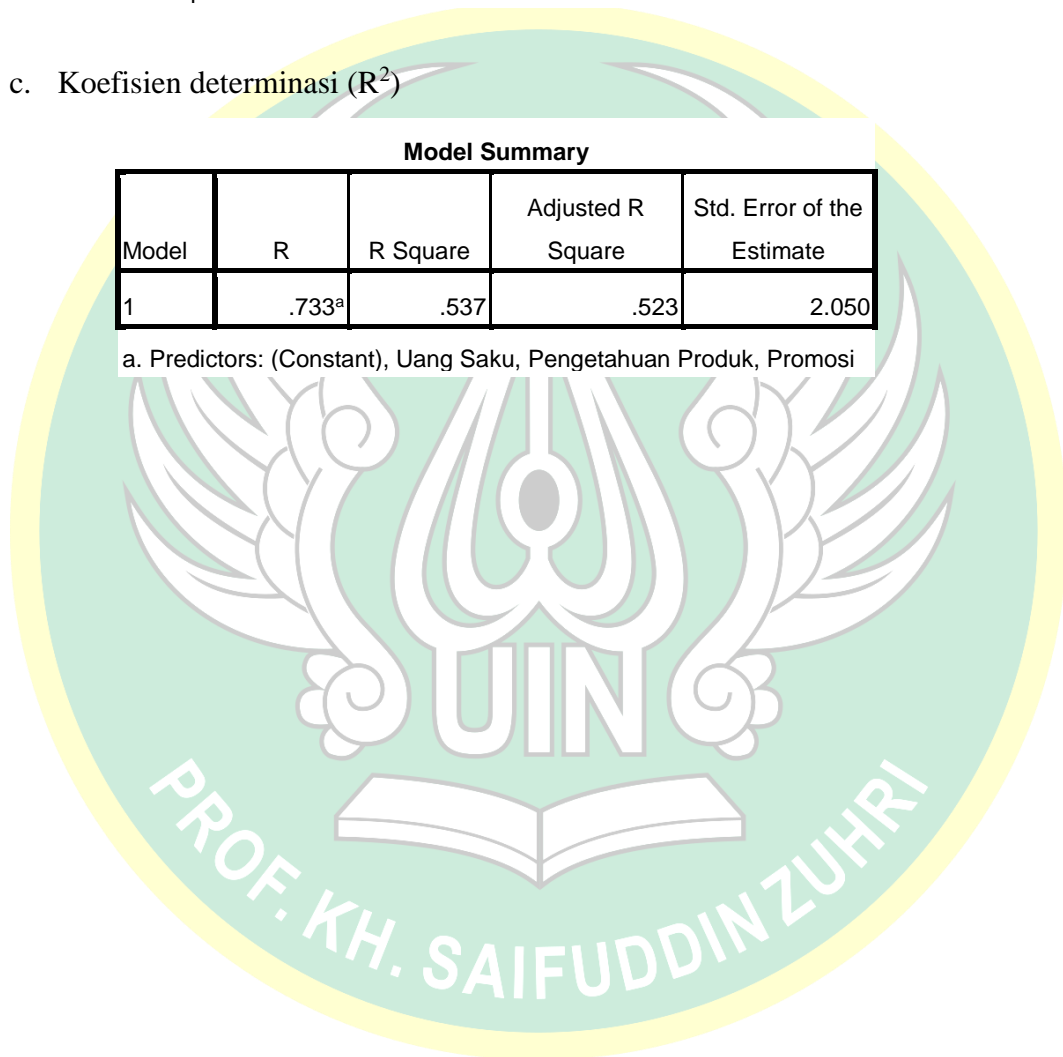 c. Koefisien determinasi (R²)
Model Summary
Model R R Square Adjusted R Square Std. Error of the Estimate
1 .733ᵃ .537 .523 2.050
a. Predictors: (Constant), Uang Saku, Pengetahuan Produk, Promosi
UIN
PROF. KH. SAIFUDDIN ZUHRI